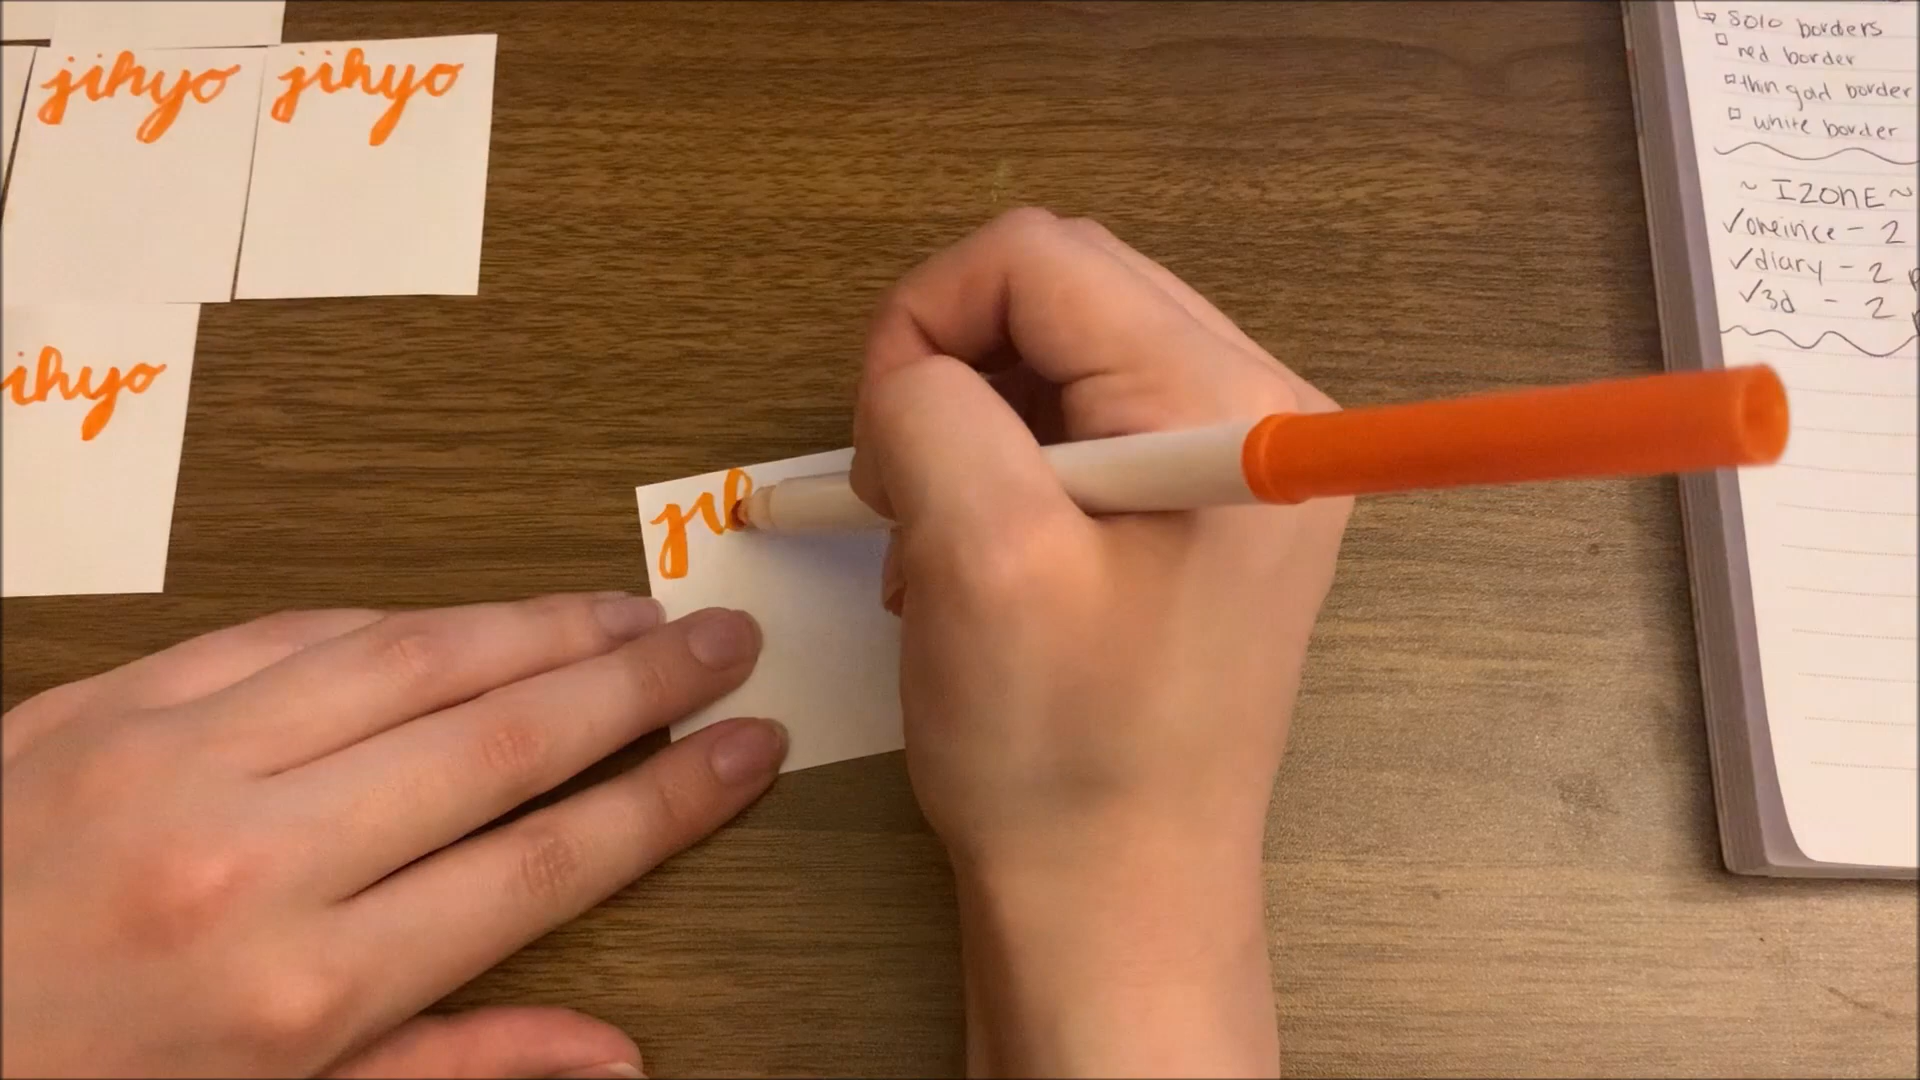 jihyo
jihyo
ihyo
jih
solo borders
red border
thin gold border
white border
~ IZONE ~
✓oneirice - 2
✓diary - 2
✓3d - 2